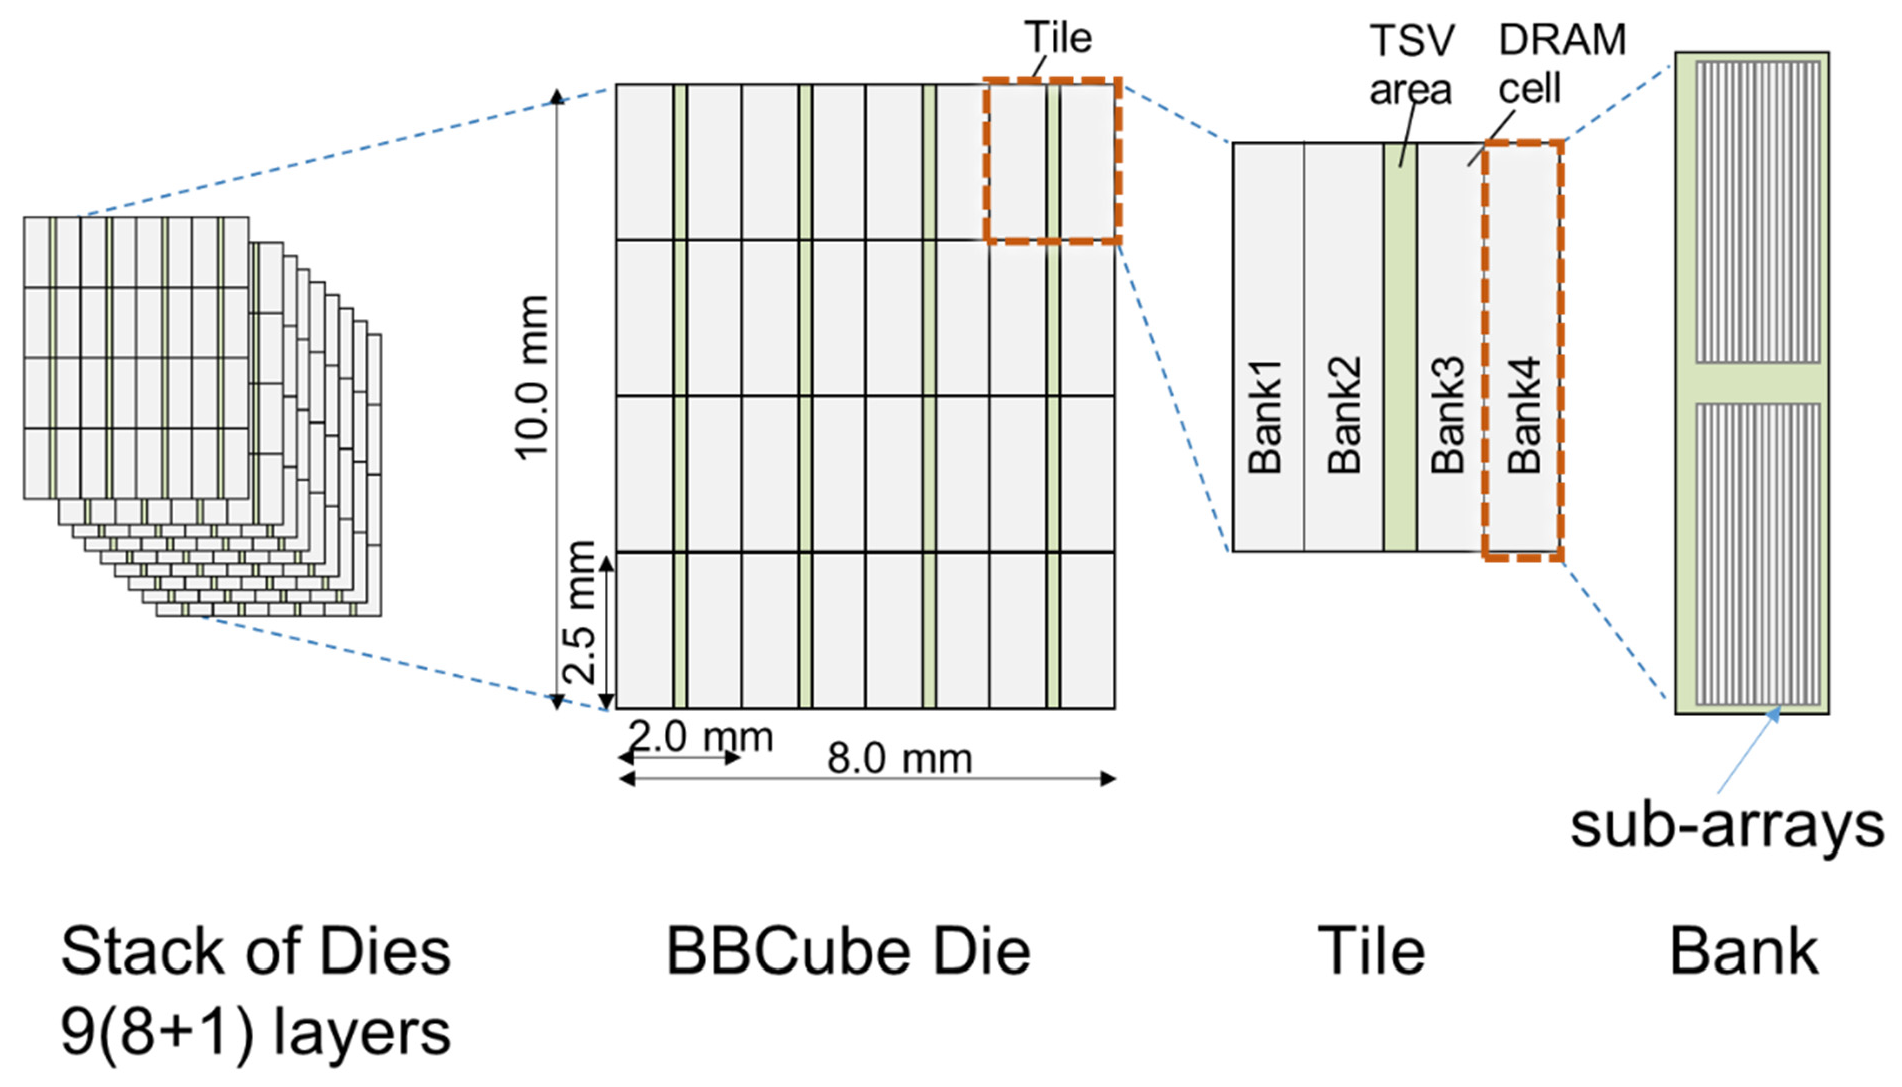 Tile
TSV
area
DRAM
cell
10.0 mm
2.5 mm
2.0 mm
8.0 mm
Bank1
Bank2
Bank3
Bank4
sub-arrays
Stack of Dies
9(8+1) layers
BBCube Die
Tile
Bank